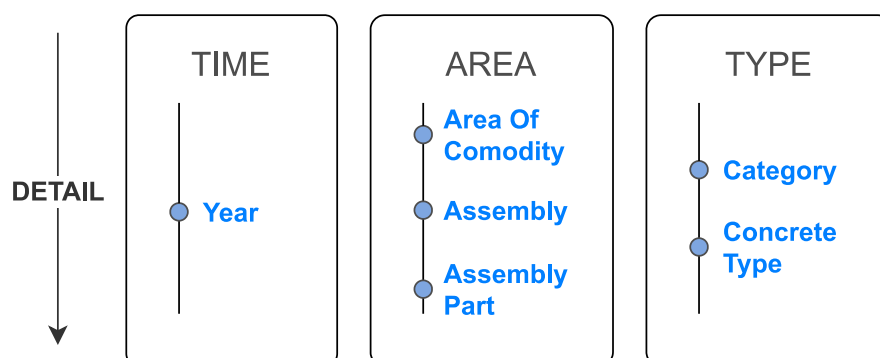 DETAIL
TIME
Year
AREA
Area Of
Comodity
Assembly
Assembly
Part
TYPE
Category
Concrete
Type